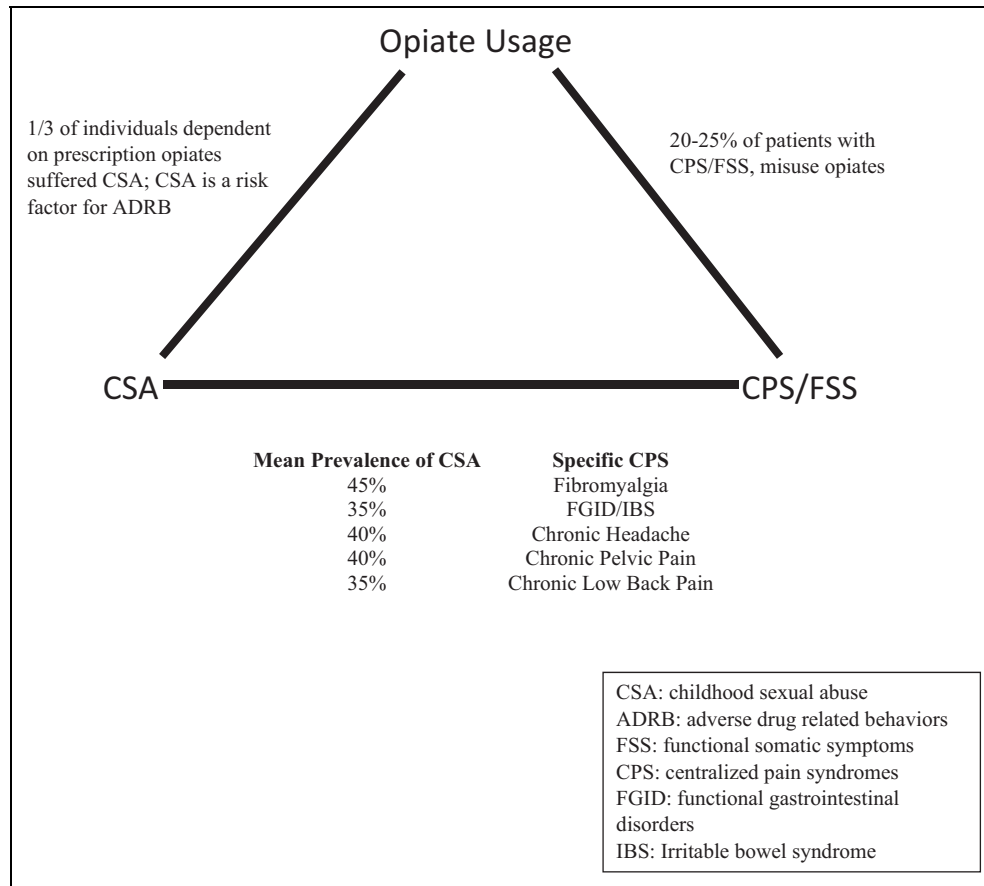 Opiate Usage
1/3 of individuals dependent
on prescription opiates
suffered CSA; CSA is a risk
factor for ADRB
20-25% of patients with
CPS/FSS, misuse opiates
CSA
CPS/FSS
Mean Prevalence of CSA Specific CPS
45% Fibromyalgia
35% FGID/IBS
40% Chronic Headache
40% Chronic Pelvic Pain
35% Chronic Low Back Pain
CSA: childhood sexual abuse
ADRB: adverse drug related behaviors
FSS: functional somatic symptoms
CPS: centralized pain syndromes
FGID: functional gastrointestinal
disorders
IBS: Irritable bowel syndrome